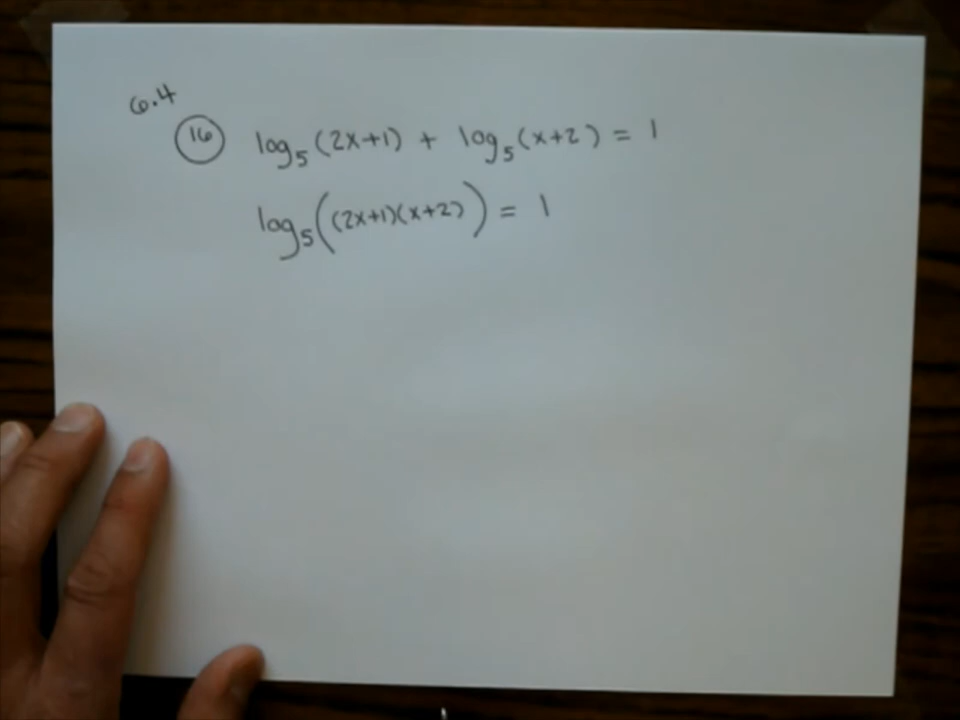 6.4
16 log₅(2x+1) + log₅(x+2) = 1
log₅((2x+1)(x+2)) = 1